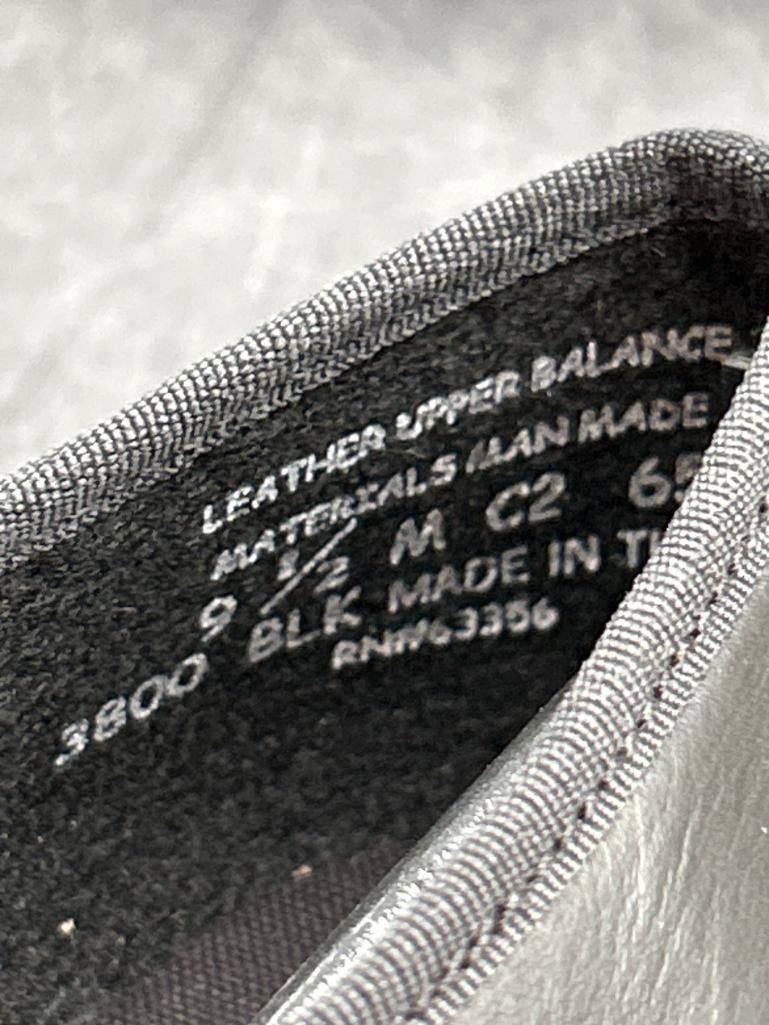 LEATHER UPPER BALANCE
MATERIALS MAN MADE
9 1/2 M C2
3800 BLK MADE IN
RN#63356